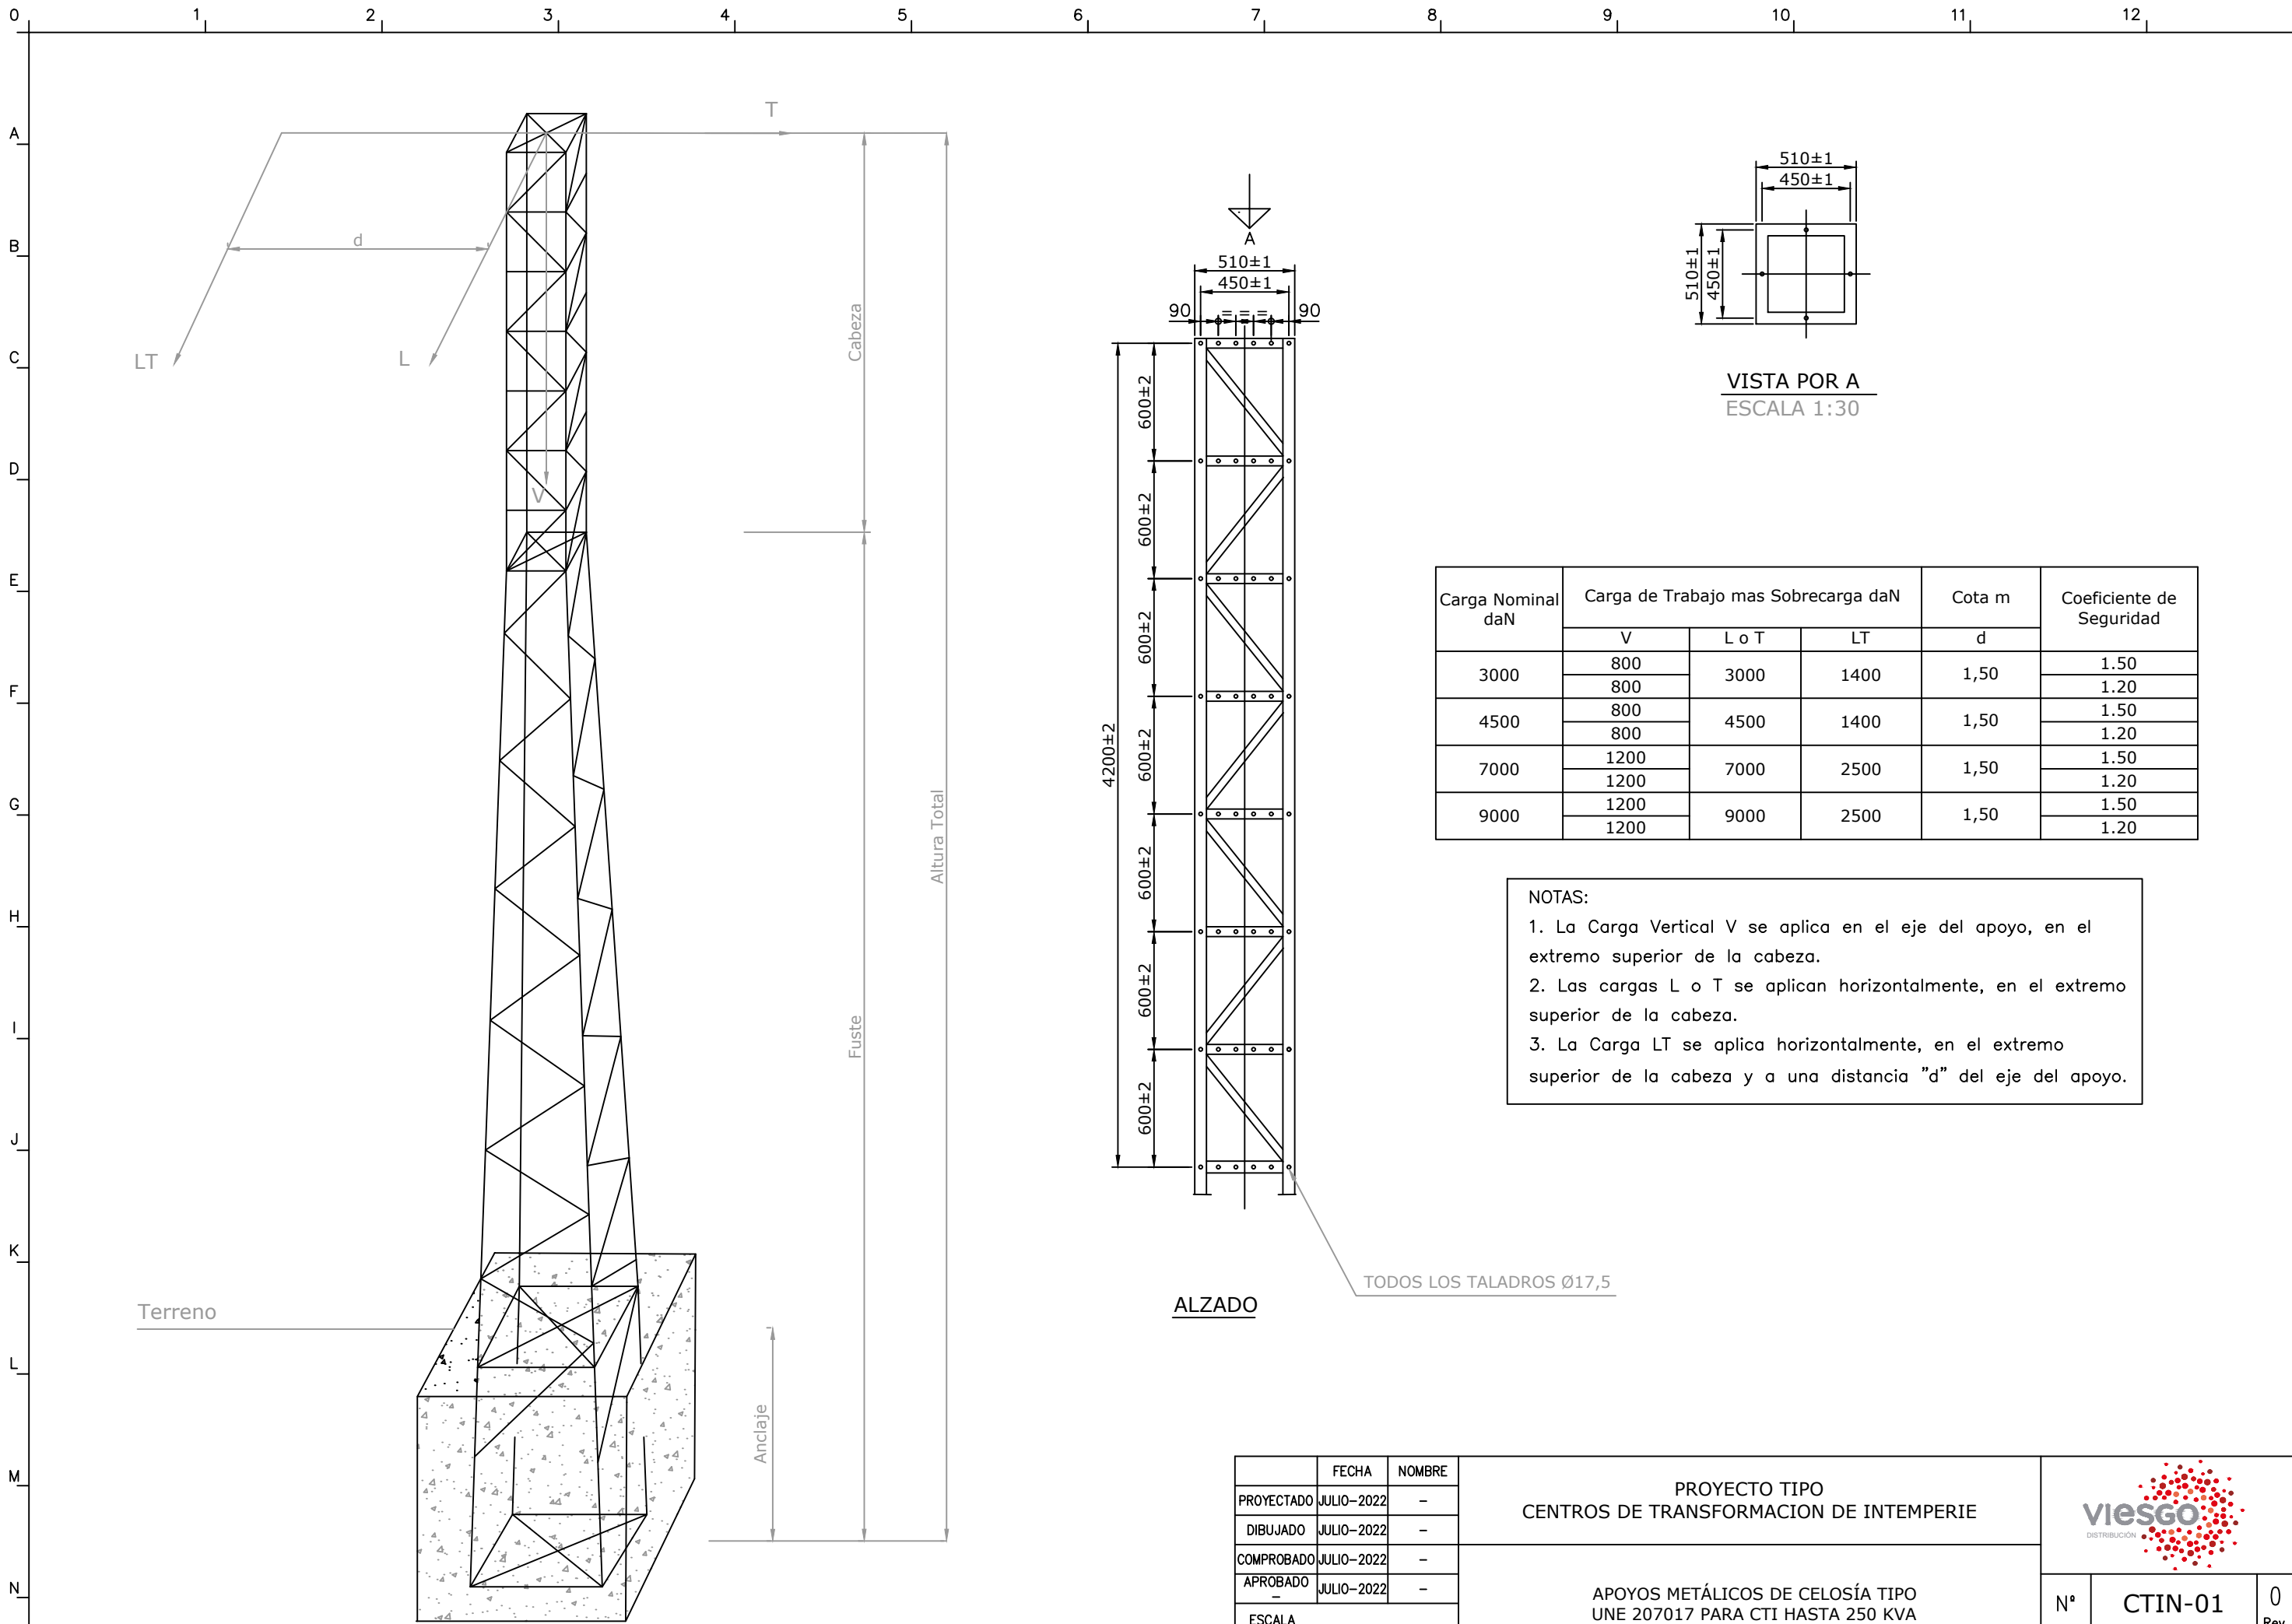 0 1 2 3 4 5 6 7 8 9 10 11 12
A
B
C
D
E
F
G
H
I
J
K
L
M
N
T
d
LT
L
V
Cabeza
Altura Total
Fuste
Anclaje
Terreno
A
510±1
450±1
90 = = = 90
600±2
600±2
600±2
600±2
600±2
600±2
600±2
4200±2
TODOS LOS TALADROS Ø17,5
ALZADO
510±1
450±1
510±1
450±1
VISTA POR A
ESCALA 1:30
Carga Nominal daN
Carga de Trabajo mas Sobrecarga daN
Cota m
Coeficiente de Seguridad
V L o T LT d
3000 800 3000 1400 1,50 1.50
800 1.20
4500 800 4500 1400 1,50 1.50
800 1.20
7000 1200 7000 2500 1,50 1.50
1200 1.20
9000 1200 9000 2500 1,50 1.50
1200 1.20
NOTAS:
1. La Carga Vertical V se aplica en el eje del apoyo, en el
extremo superior de la cabeza.
2. Las cargas L o T se aplican horizontalmente, en el extremo
superior de la cabeza.
3. La Carga LT se aplica horizontalmente, en el extremo
superior de la cabeza y a una distancia "d" del eje del apoyo.
FECHA NOMBRE
PROYECTADO JULIO-2022 -
DIBUJADO JULIO-2022 -
COMPROBADO JULIO-2022 -
APROBADO JULIO-2022 -
-
ESCALA
PROYECTO TIPO
CENTROS DE TRANSFORMACION DE INTEMPERIE
APOYOS METÁLICOS DE CELOSÍA TIPO
UNE 207017 PARA CTI HASTA 250 KVA
viesgo
DISTRIBUCIÓN
Nº CTIN-01 0
Rev